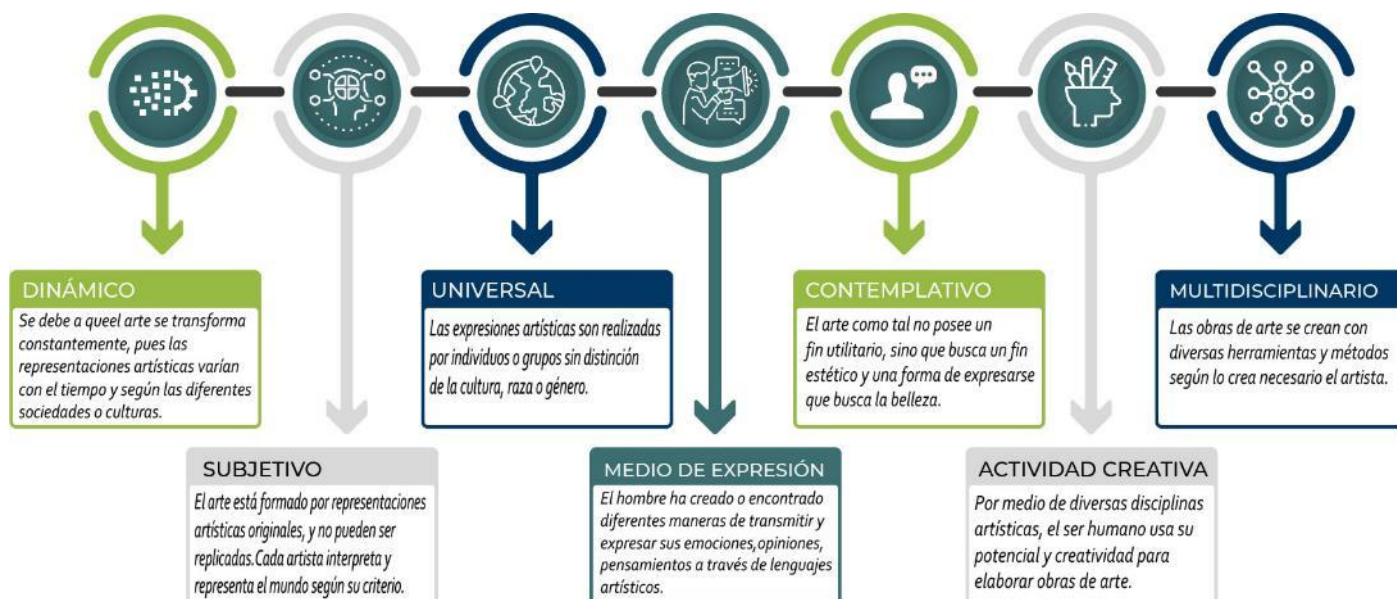 DINÁMICO
Se debe a queel arte se transforma
constantemente, pues las
representaciones artísticas varían
con el tiempo y según las diferentes
sociedades o culturas.
SUBJETIVO
El arte está formado por representaciones
artísticas originales, y no pueden ser
replicadas.Cada artista interpreta y
representa el mundo según su criterio.
UNIVERSAL
Las expresiones artísticas son realizadas
por individuos o grupos sin distinción
de la cultura, raza o género.
MEDIO DE EXPRESIÓN
El hombre ha creado o encontrado
diferentes maneras de transmitir y
expresar sus emociones,opiniones,
pensamientos a través de lenguajes
artísticos.
CONTEMPLATIVO
El arte como tal no posee un
fin utilitario, sino que busca un fin
estético y una forma de expresarse
que busca la belleza.
ACTIVIDAD CREATIVA
Por medio de diversas disciplinas
artísticas, el ser humano usa su
potencial y creatividad para
elaborar obras de arte.
MULTIDISCIPLINARIO
Las obras de arte se crean con
diversas herramientas y métodos
según lo crea necesario el artista.